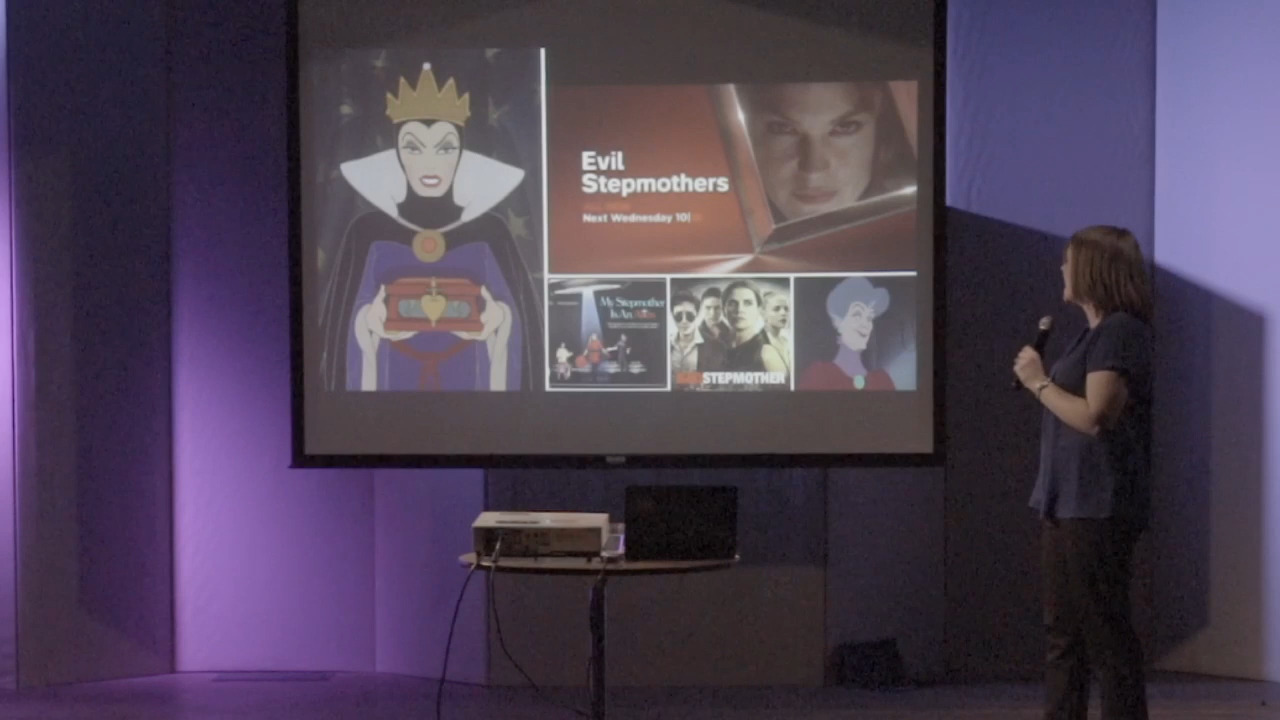 Evil
Stepmothers
Next Wednesday 10|
My Stepmother
Is An Alien
STEPMOTHER